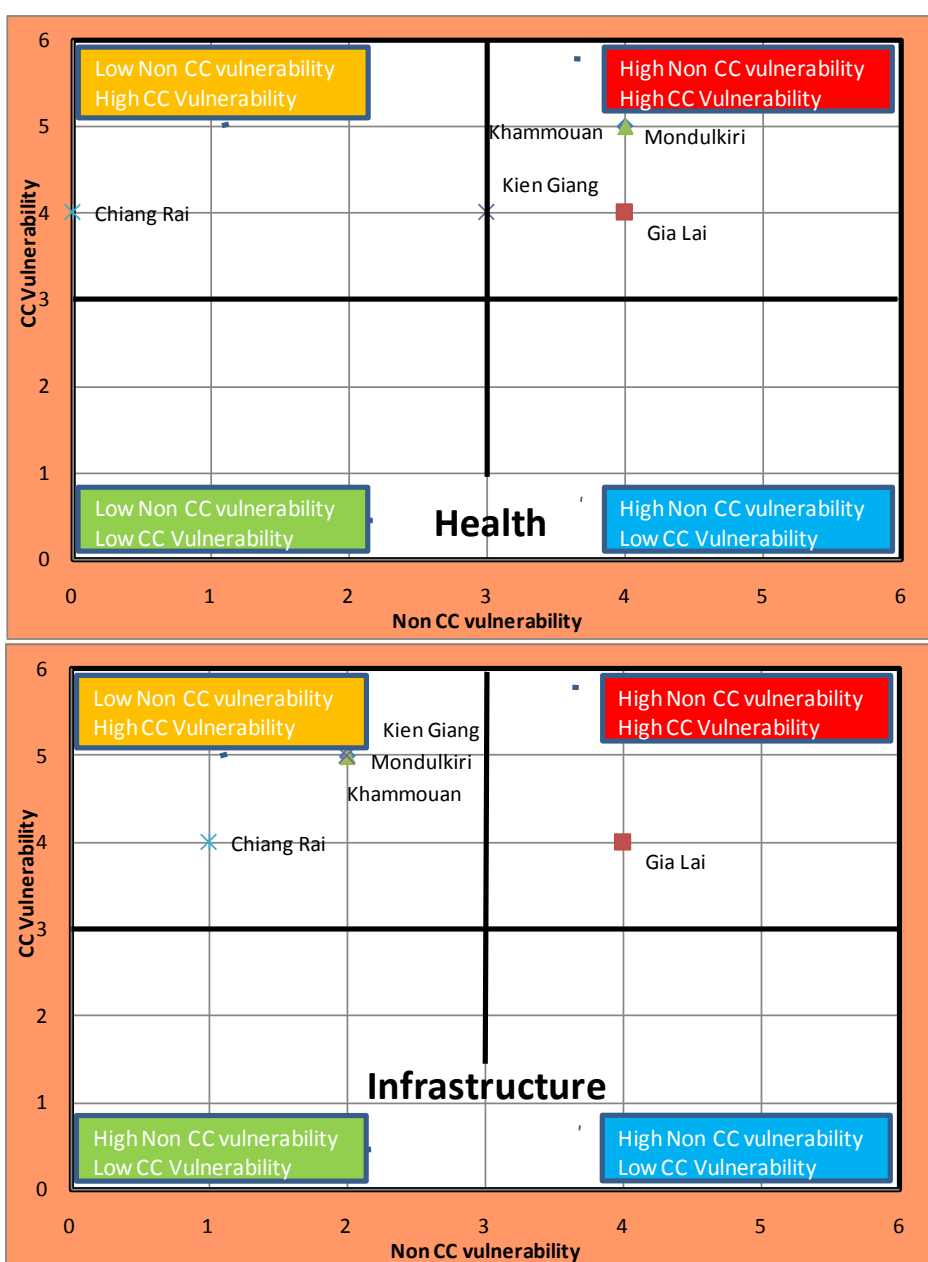 6
Low Non CC vulnerability
High CC Vulnerability
High Non CC vulnerability
High CC Vulnerability
5
Khammouan
Mondulkiri
Kien Giang
4
Chiang Rai
Gia Lai
CC Vulnerability
3
2
1
Low Non CC vulnerability
Low CC Vulnerability
Health
High Non CC vulnerability
Low CC Vulnerability
0
0 1 2 3 4 5 6
Non CC vulnerability
6
Low Non CC vulnerability
High CC Vulnerability
High Non CC vulnerability
High CC Vulnerability
Kien Giang
5
Mondulkiri
Khammouan
4
Chiang Rai
Gia Lai
CC Vulnerability
3
2
Infrastructure
1
High Non CC vulnerability
Low CC Vulnerability
High Non CC vulnerability
Low CC Vulnerability
0
0 1 2 3 4 5 6
Non CC vulnerability